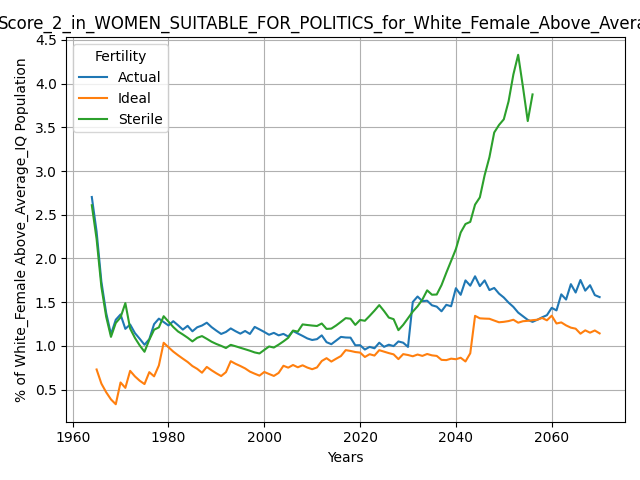 Score_2_in_WOMEN_SUITABLE_FOR_POLITICS_for_White_Female_Above_Avera
% of White_Female Above_Average_IQ Population
4.5
4.0
3.5
3.0
2.5
2.0
1.5
1.0
0.5
Fertility
Actual
Ideal
Sterile
1960 1980 2000 2020 2040 2060
Years